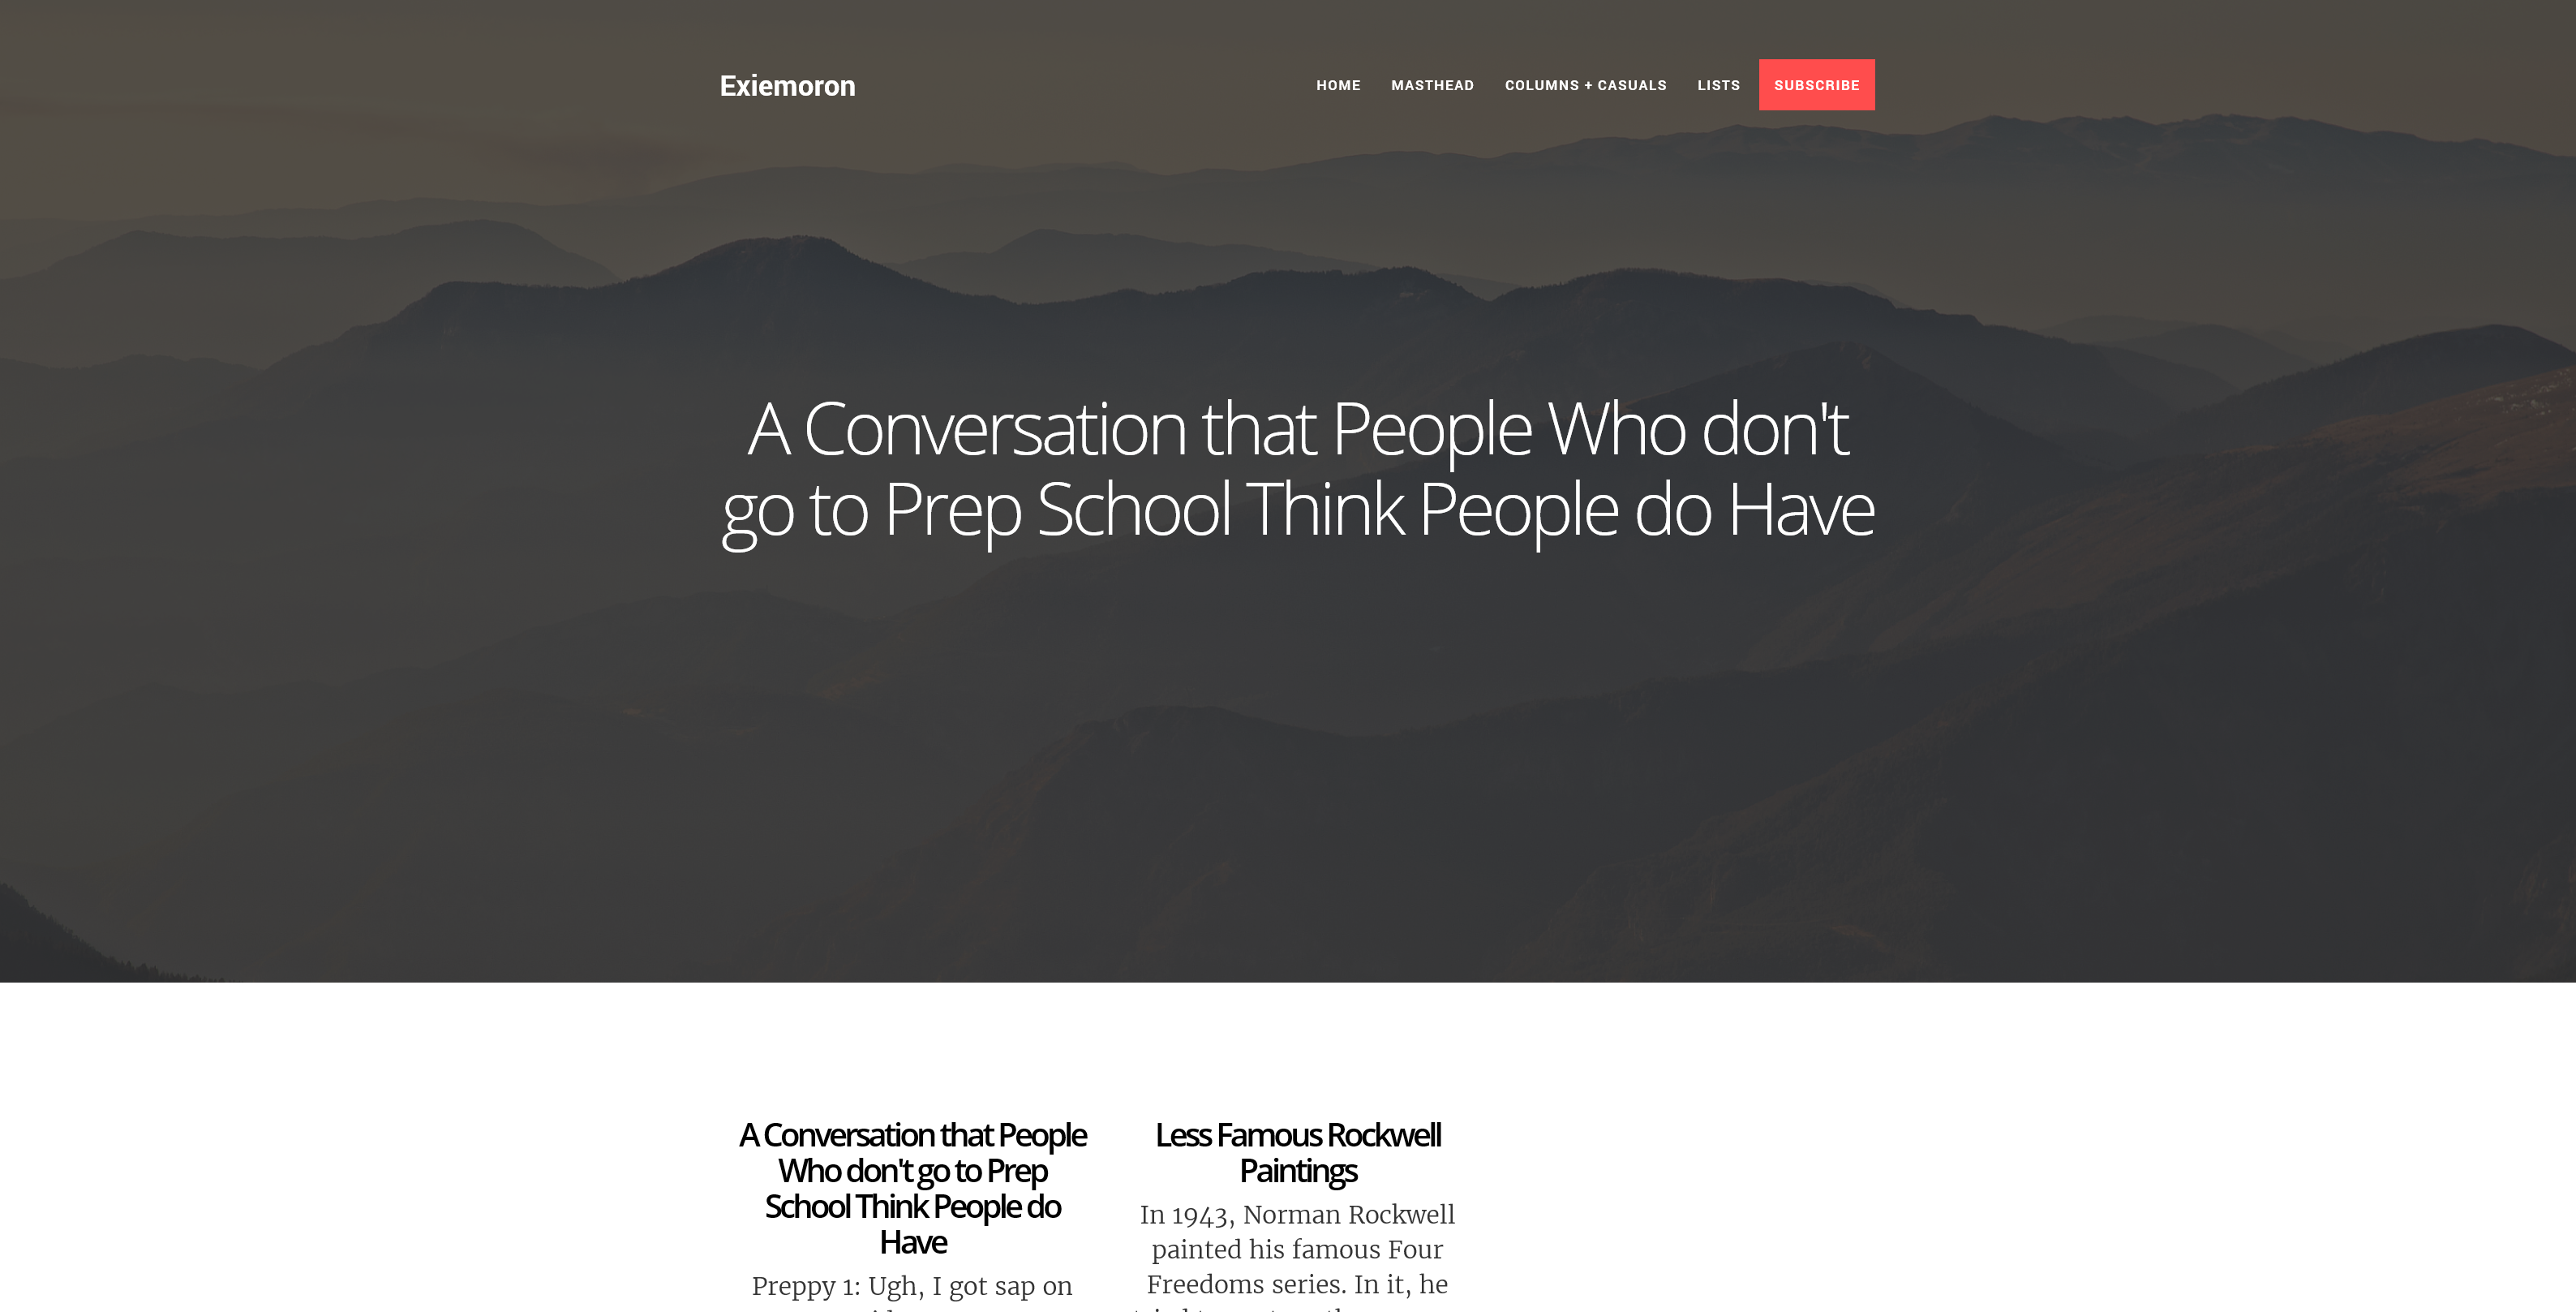 Exiemoron
HOME MASTHEAD COLUMNS + CASUALS LISTS SUBSCRIBE
A Conversation that People Who don't
go to Prep School Think People do Have
A Conversation that People
Who don't go to Prep
School Think People do
Have
Preppy 1: Ugh, I got sap on
Less Famous Rockwell
Paintings
In 1943, Norman Rockwell
painted his famous Four
Freedoms series. In it, he